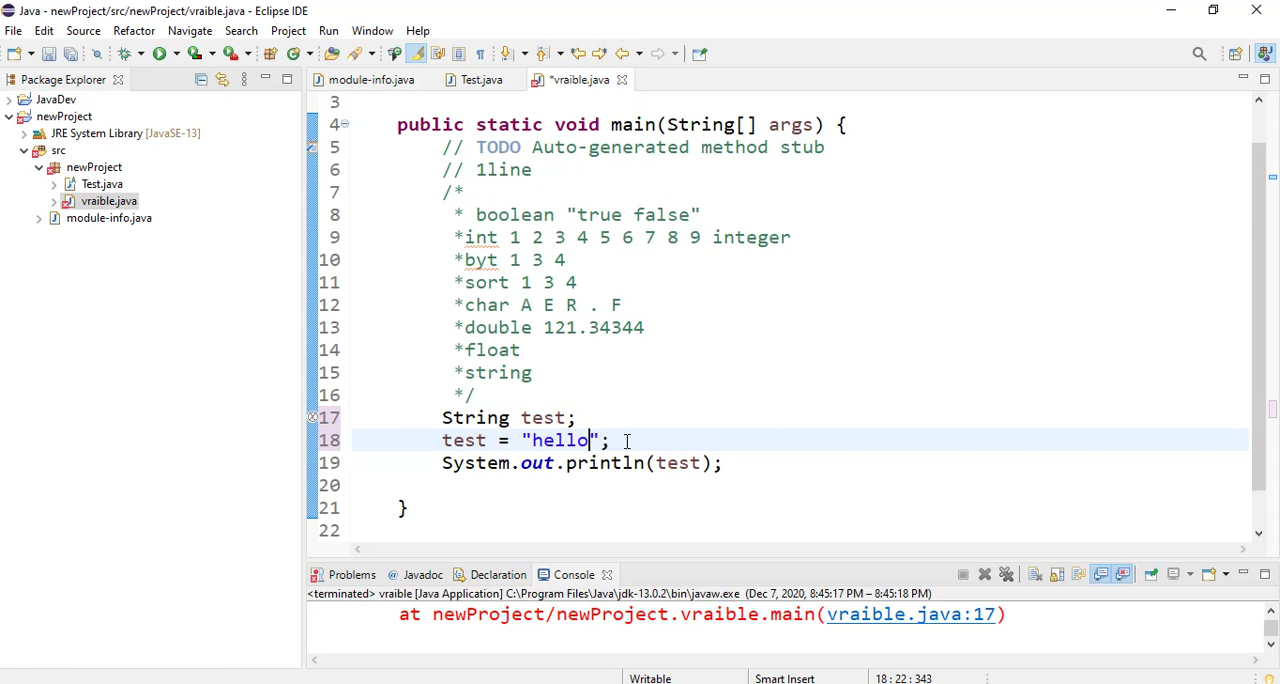 Java - newProject/src/newProject/vraible.java - Eclipse IDE
File Edit Source Refactor Navigate Search Project Run Window Help
Package Explorer
module-info.java Test.java *vraible.java
JavaDev
newProject
JRE System Library [JavaSE-13]
src
newProject
Test.java
vraible.java
module-info.java
3
4 public static void main(String[] args) {
5 // TODO Auto-generated method stub
6 // 1line
7 /*
8 * boolean "true false"
9 *int 1 2 3 4 5 6 7 8 9 integer
10 *byt 1 3 4
11 *sort 1 3 4
12 *char A E R . F
13 *double 121.34344
14 *float
15 *string
16 */
17 String test;
18 test = "hello";
19 System.out.println(test);
20
21 }
22
Problems @ Javadoc Declaration Console
<terminated> vraible [Java Application] C:\Program Files\Java\jdk-13.0.2\bin\javaw.exe (Dec 7, 2020, 8:45:17 PM – 8:45:18 PM)
at newProject/newProject.vraible.main(vraible.java:17)
Writable Smart Insert 18 : 22 : 343